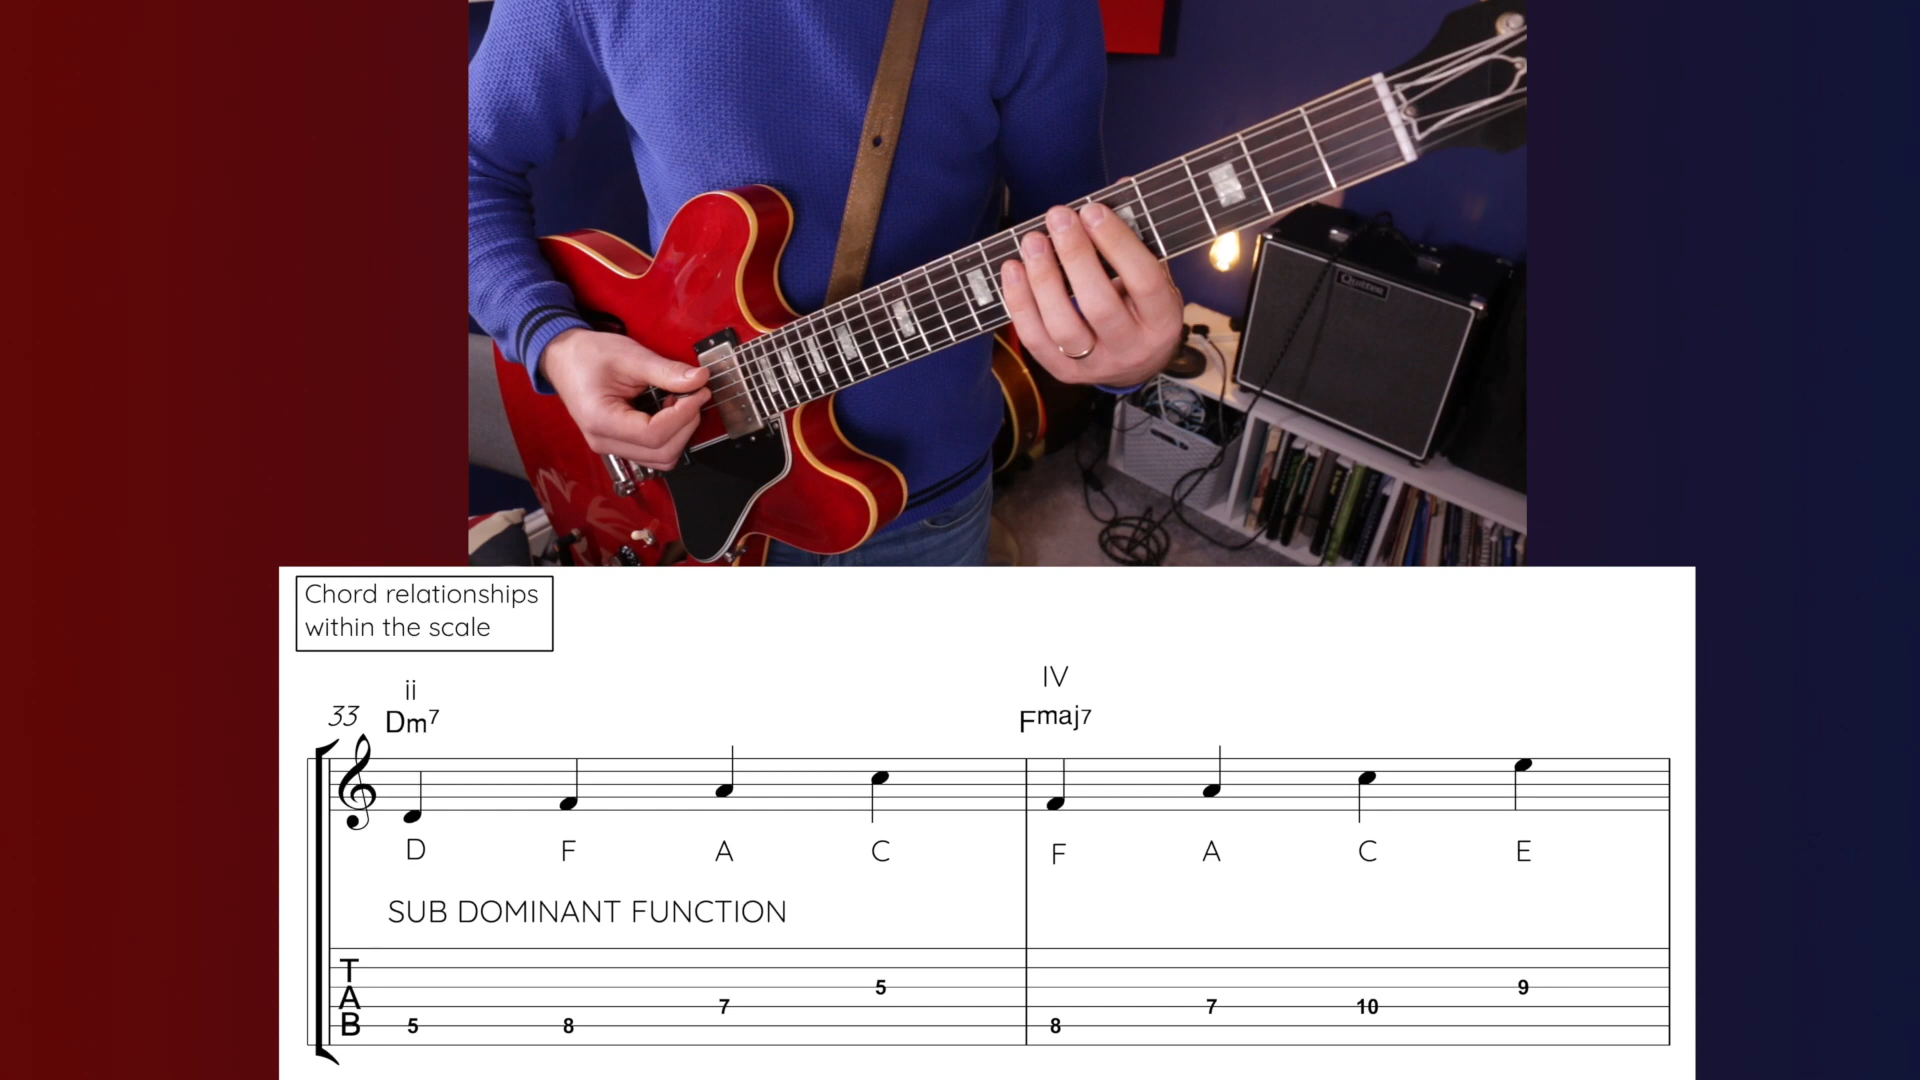 Quilter
Chord relationships
within the scale
ii
IV
33
Dm7
Fmaj7
D F A C F A C E
SUB DOMINANT FUNCTION
T
A
B
5 9
7 7 10
5 8 8